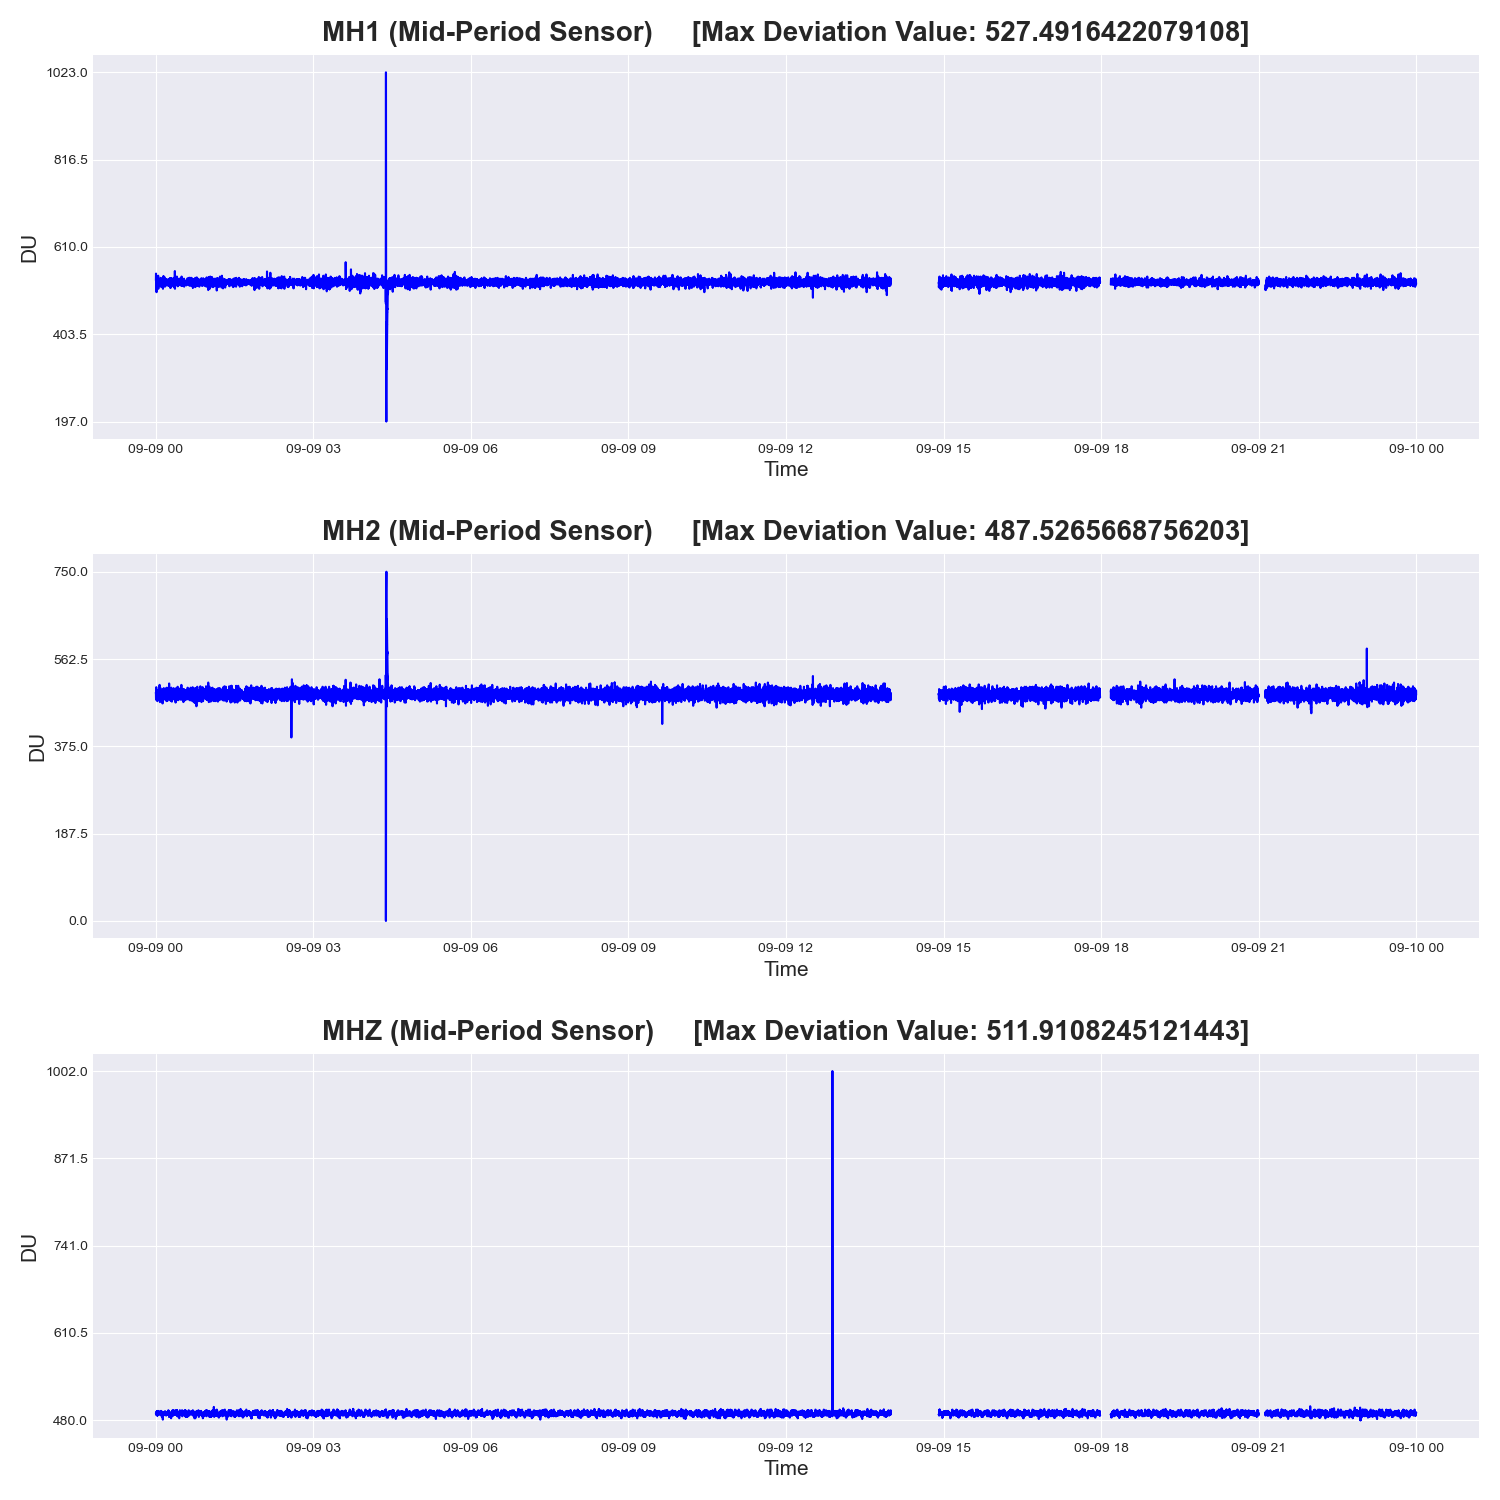 MH1 (Mid-Period Sensor) [Max Deviation Value: 527.4916422079108]
1023.0
816.5
610.0
403.5
197.0
DU
09-09 00 09-09 03 09-09 06 09-09 09 09-09 12 09-09 15 09-09 18 09-09 21 09-10 00
Time
MH2 (Mid-Period Sensor) [Max Deviation Value: 487.5265668756203]
750.0
562.5
375.0
187.5
0.0
DU
09-09 00 09-09 03 09-09 06 09-09 09 09-09 12 09-09 15 09-09 18 09-09 21 09-10 00
Time
MHZ (Mid-Period Sensor) [Max Deviation Value: 511.9108245121443]
1002.0
871.5
741.0
610.5
480.0
DU
09-09 00 09-09 03 09-09 06 09-09 09 09-09 12 09-09 15 09-09 18 09-09 21 09-10 00
Time